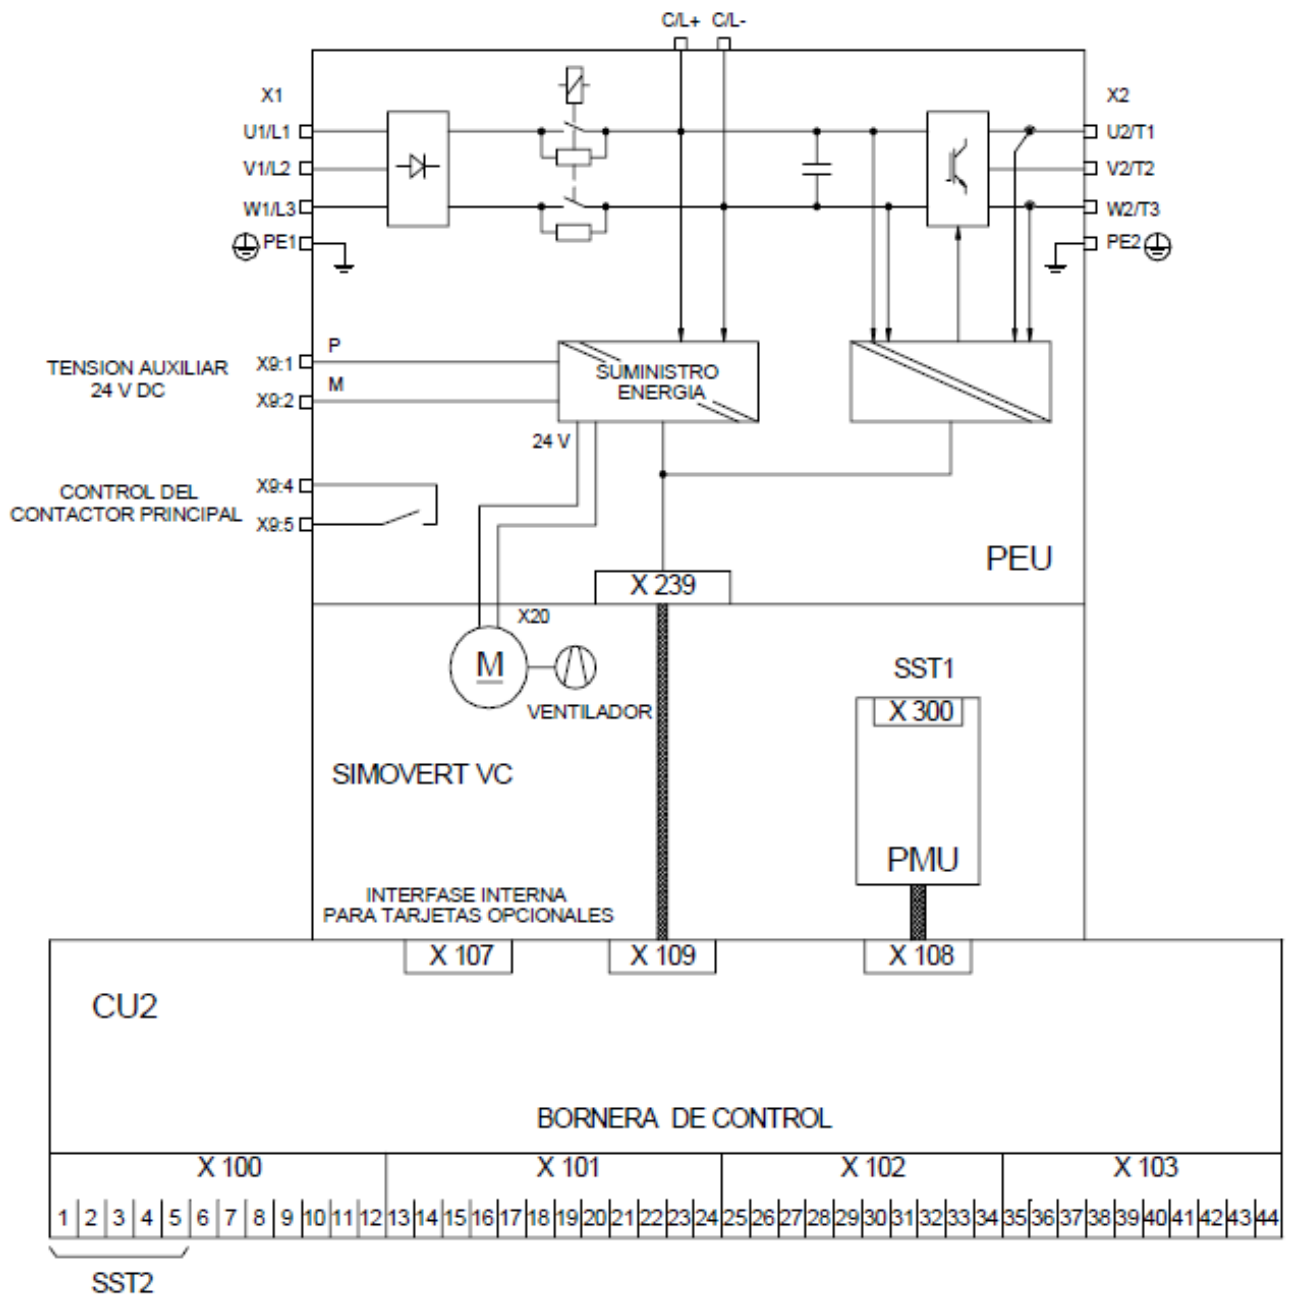 C/L+ C/L-
X1
X2
U1/L1
U2/T1
V1/L2
V2/T2
W1/L3
W2/T3
PE1
PE2
TENSION AUXILIAR
24 V DC
X9:1
P
X9:2
M
SUMINISTRO
ENERGIA
24 V
CONTROL DEL
CONTACTOR PRINCIPAL
X9:4
X9:5
PEU
X 239
X20
M
VENTILADOR
SST1
X 300
PMU
SIMOVERT VC
INTERFASE INTERNA
PARA TARJETAS OPCIONALES
X 107
X 109
X 108
CU2
BORNERA DE CONTROL
X 100
X 101
X 102
X 103
1 2 3 4 5 6 7 8 9 10 11 12 13 14 15 16 17 18 19 20 21 22 23 24 25 26 27 28 29 30 31 32 33 34 35 36 37 38 39 40 41 42 43 44
SST2